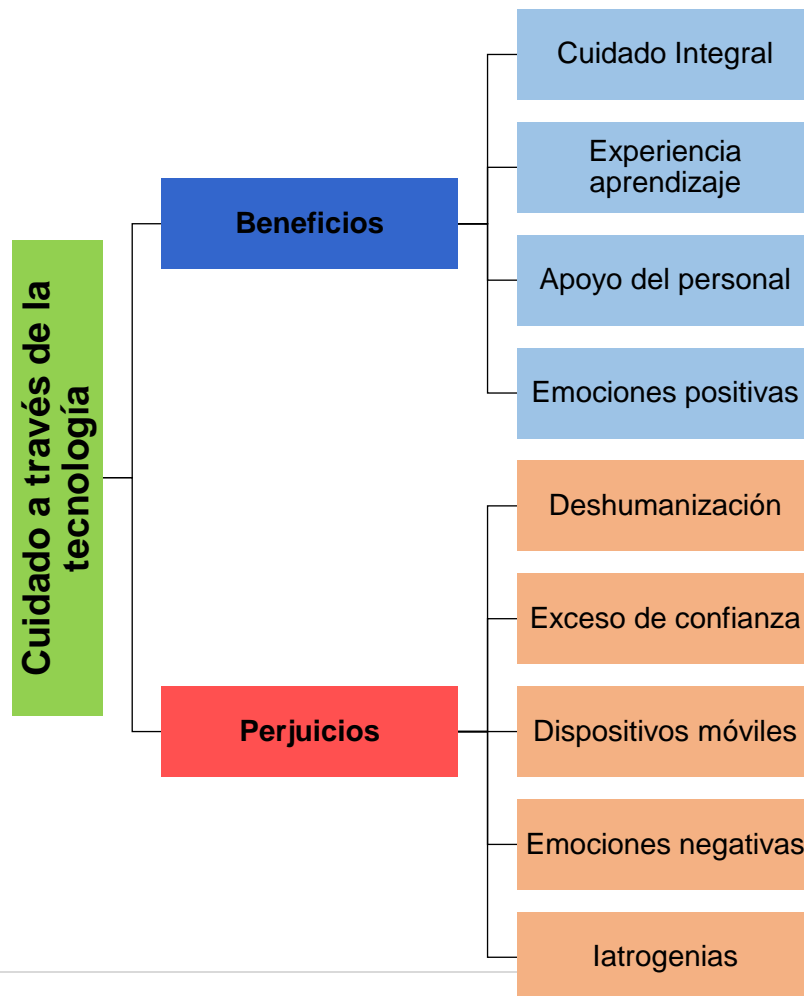 Cuidado a través de la
tecnología
Beneficios
Cuidado Integral
Experiencia
aprendizaje
Apoyo del personal
Emociones positivas
Perjuicios
Deshumanización
Exceso de confianza
Dispositivos móviles
Emociones negativas
Iatrogenias